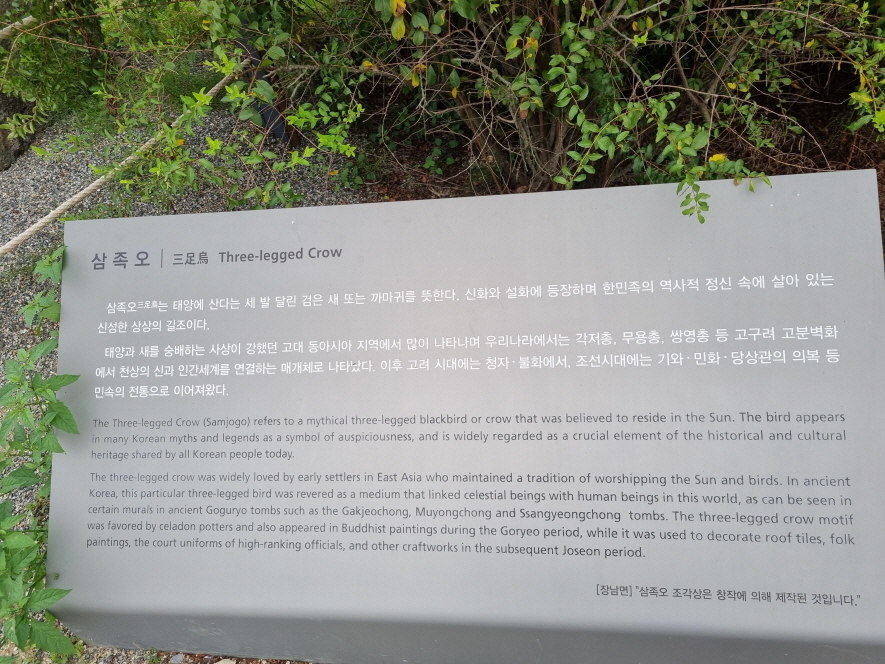 삼족오 | 三足烏 Three-legged Crow
삼족오三足烏는 태양에 산다는 세 발 달린 검은 새 또는 까마귀를 뜻한다. 신화와 설화에 등장하며 한민족의 역사적 정신 속에 살아 있는
신성한 상상의 길조이다.
태양과 새를 숭배하는 사상이 강했던 고대 동아시아 지역에서 많이 나타나며 우리나라에서는 각저총, 무용총, 쌍영총 등 고구려 고분벽화
에서 천상의 신과 인간세계를 연결하는 매개체로 나타났다. 이후 고려 시대에는 청자·불화에서, 조선시대에는 기와·민화·당상관의 의복 등
민속의 전통으로 이어져왔다.
The Three-legged Crow (Samjogo) refers to a mythical three-legged blackbird or crow that was believed to reside in the Sun. The bird appears
in many Korean myths and legends as a symbol of auspiciousness, and is widely regarded as a crucial element of the historical and cultural
heritage shared by all Korean people today.
The three-legged crow was widely loved by early settlers in East Asia who maintained a tradition of worshipping the Sun and birds. In ancient
Korea, this particular three-legged bird was revered as a medium that linked celestial beings with human beings in this world, as can be seen in
certain murals in ancient Goguryo tombs such as the Gakjeochong, Muyongchong and Ssangyeongchong tombs. The three-legged crow motif
was favored by celadon potters and also appeared in Buddhist paintings during the Goryeo period, while it was used to decorate roof tiles, folk
paintings, the court uniforms of high-ranking officials, and other craftworks in the subsequent Joseon period.
[장남면] "삼족오 조각상은 창작에 의해 제작된 것입니다."